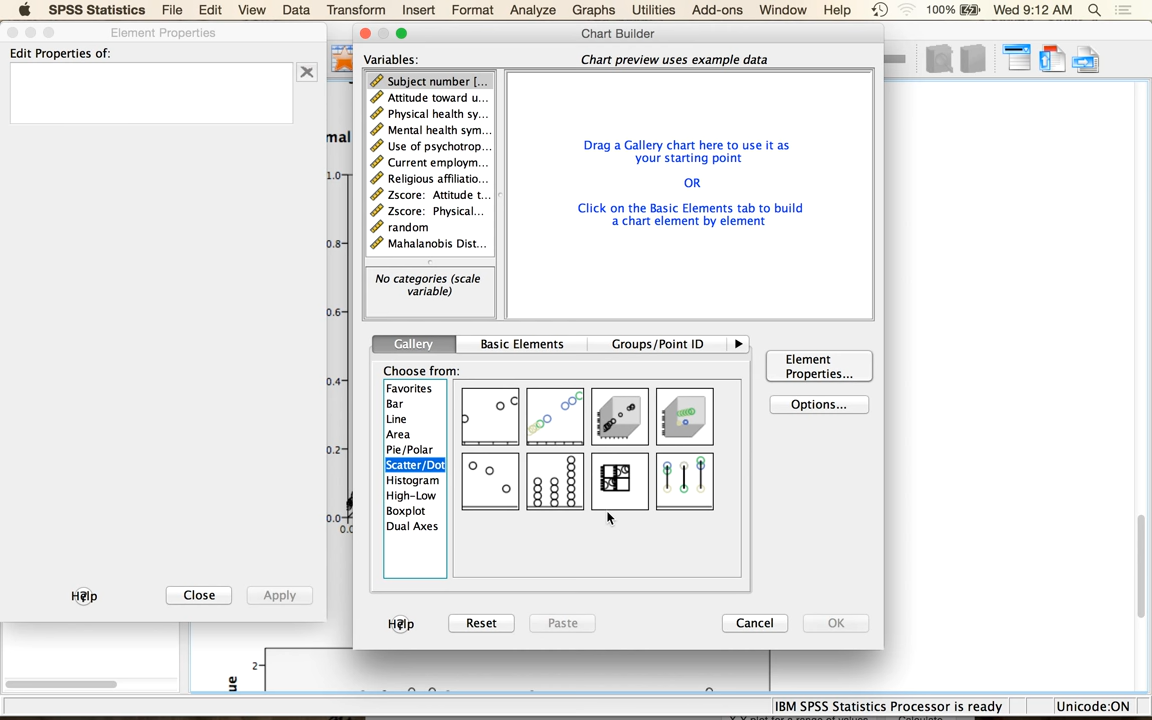 SPSS Statistics File Edit View Data Transform Insert Format Analyze Graphs Utilities Add-ons Window Help 100% Wed 9:12 AM
Element Properties
Edit Properties of:
Help
Close
Apply
Chart Builder
Variables:
Chart preview uses example data
Subject number [...
Attitude toward u...
Physical health sy...
Mental health sym...
Use of psychotrop...
Current employm...
Religious affiliatio...
Zscore: Attitude t...
Zscore: Physical...
random
Mahalanobis Dist...
No categories (scale
variable)
Drag a Gallery chart here to use it as
your starting point
OR
Click on the Basic Elements tab to build
a chart element by element
Gallery
Basic Elements
Groups/Point ID
Choose from:
Favorites
Bar
Line
Area
Pie/Polar
Scatter/Dot
Histogram
High-Low
Boxplot
Dual Axes
Element
Properties...
Options...
Help
Reset
Paste
Cancel
OK
mal
1.0
0.8
0.6
0.4
0.2
0.0
2
IBM SPSS Statistics Processor is ready
Unicode:ON